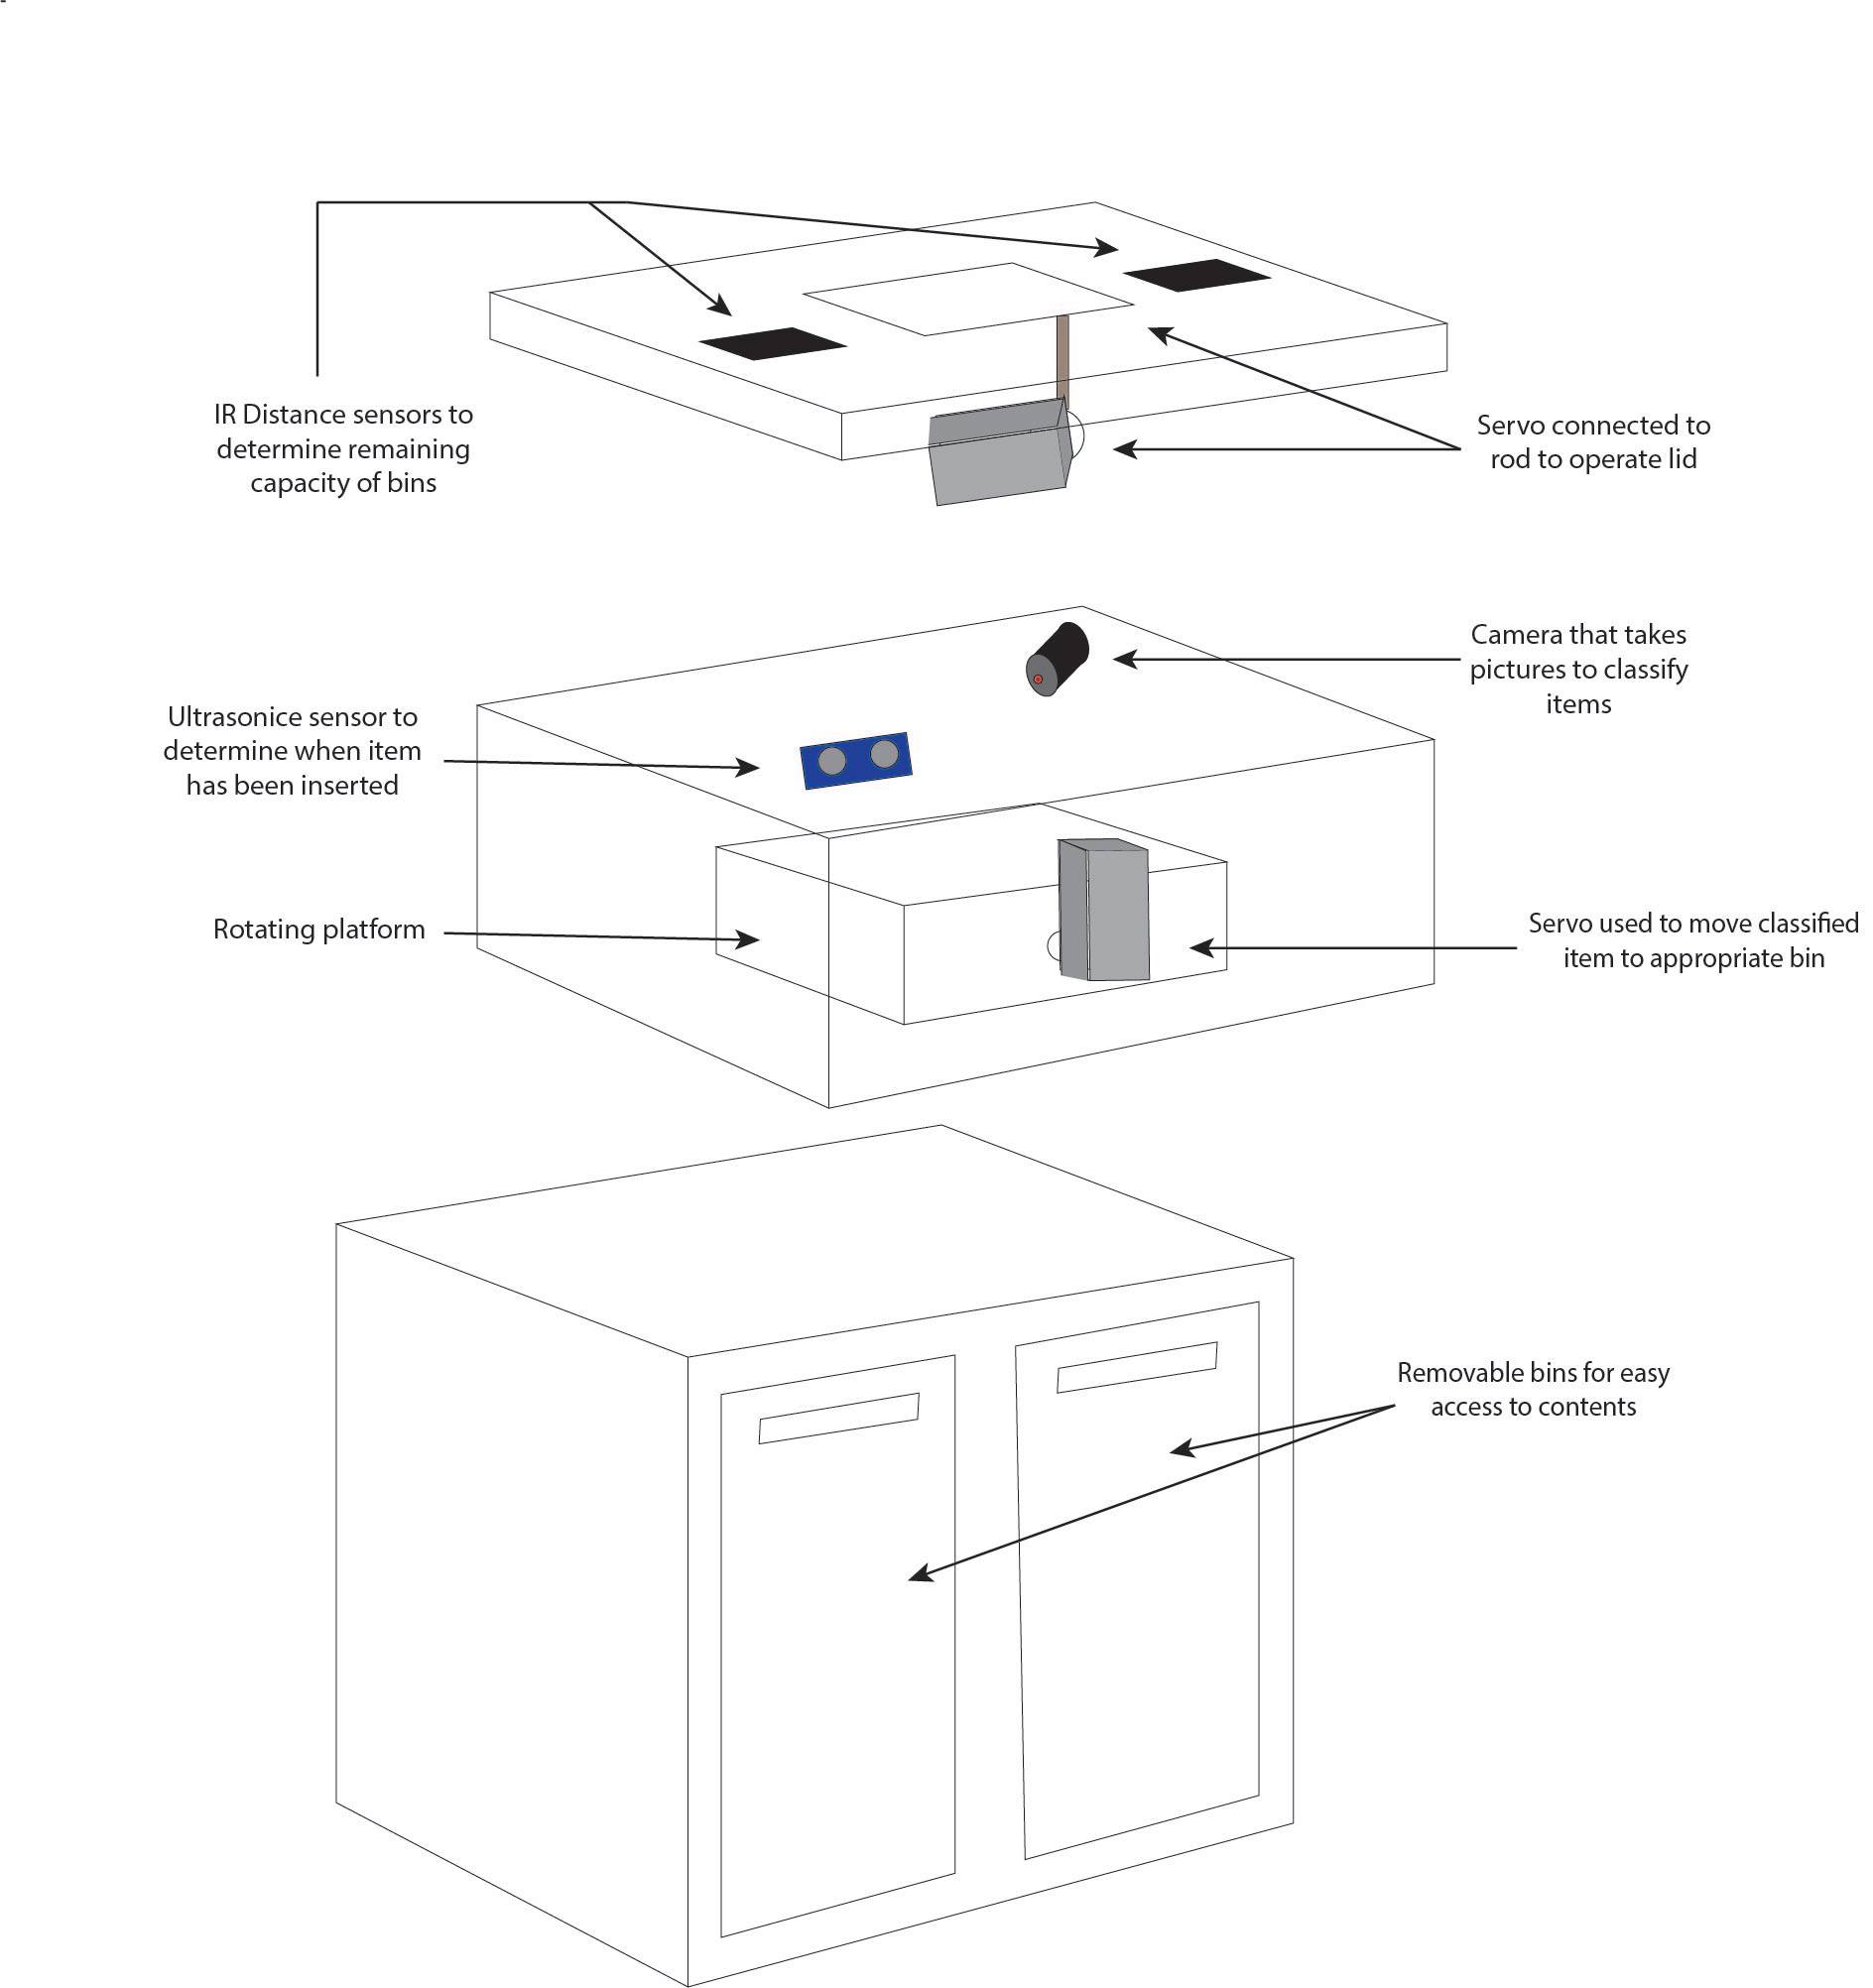 IR Distance sensors to
determine remaining
capacity of bins
Servo connected to
rod to operate lid
Camera that takes
pictures to classify
items
Ultrasonice sensor to
determine when item
has been inserted
Rotating platform
Servo used to move classified
item to appropriate bin
Removable bins for easy
access to contents